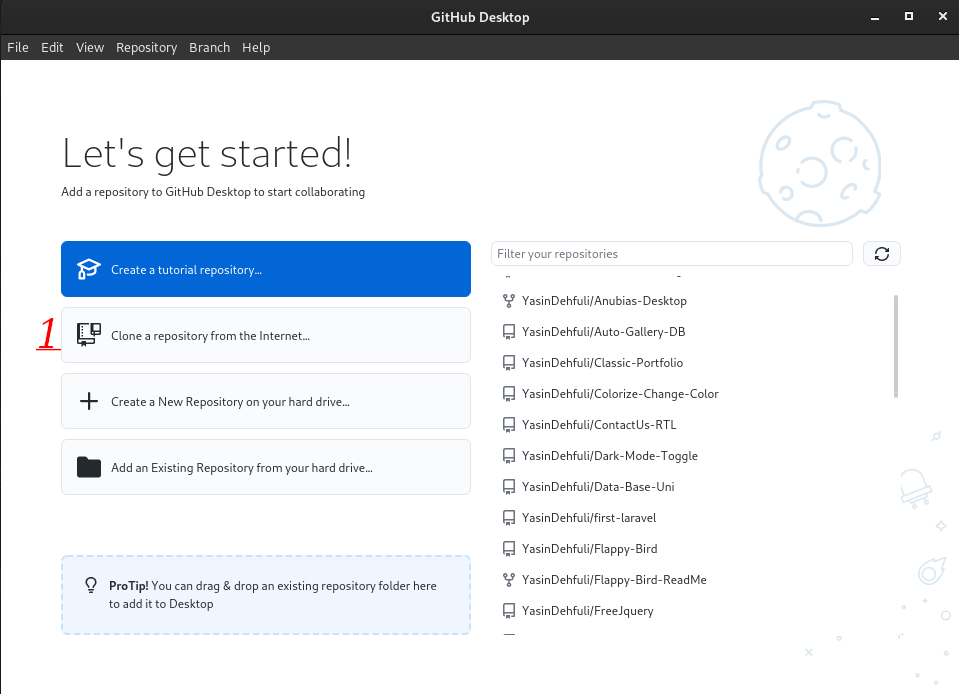 GitHub Desktop
File Edit View Repository Branch Help
Let's get started!
Add a repository to GitHub Desktop to start collaborating
Create a tutorial repository...
1
Clone a repository from the Internet...
Create a New Repository on your hard drive...
Add an Existing Repository from your hard drive...
ProTip! You can drag & drop an existing repository folder here
to add it to Desktop
Filter your repositories
YasinDehfuli/Anubias-Desktop
YasinDehfuli/Auto-Gallery-DB
YasinDehfuli/Classic-Portfolio
YasinDehfuli/Colorize-Change-Color
YasinDehfuli/ContactUs-RTL
YasinDehfuli/Dark-Mode-Toggle
YasinDehfuli/Data-Base-Uni
YasinDehfuli/first-laravel
YasinDehfuli/Flappy-Bird
YasinDehfuli/Flappy-Bird-ReadMe
YasinDehfuli/FreeJquery